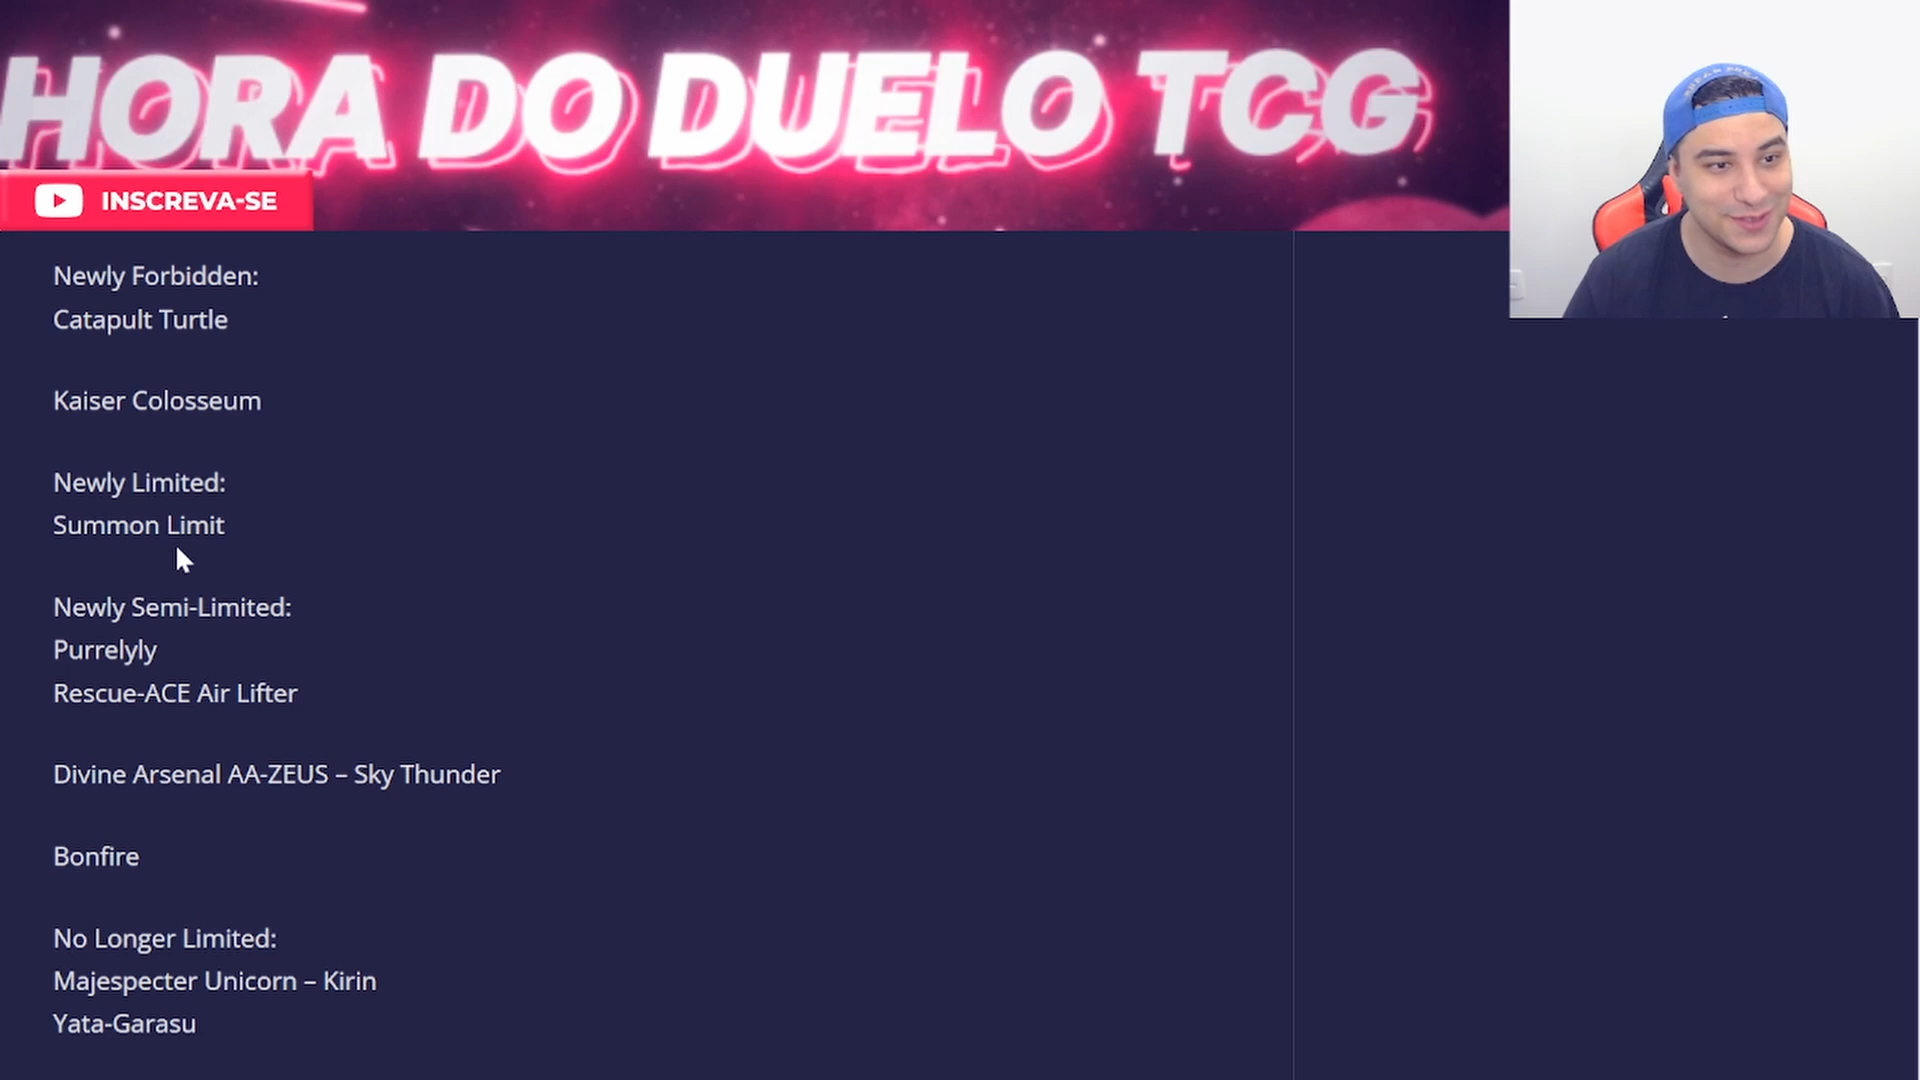 HORA DO DUELO TCG
INSCREVA-SE
Newly Forbidden:
Catapult Turtle
Kaiser Colosseum
Newly Limited:
Summon Limit
Newly Semi-Limited:
Purrelyly
Rescue-ACE Air Lifter
Divine Arsenal AA-ZEUS – Sky Thunder
Bonfire
No Longer Limited:
Majespecter Unicorn – Kirin
Yata-Garasu